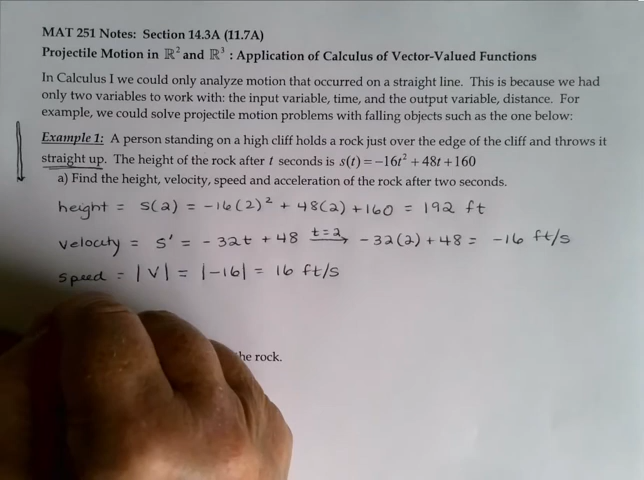 MAT 251 Notes: Section 14.3A (11.7A)
Projectile Motion in ℝ² and ℝ³ : Application of Calculus of Vector-Valued Functions
In Calculus I we could only analyze motion that occurred on a straight line. This is because we had
only two variables to work with: the input variable, time, and the output variable, distance. For
example, we could solve projectile motion problems with falling objects such as the one below:
Example 1: A person standing on a high cliff holds a rock just over the edge of the cliff and throws it
straight up. The height of the rock after t seconds is s(t) = −16t² + 48t + 160
a) Find the height, velocity, speed and acceleration of the rock after two seconds.
height = s(2) = −16(2)² + 48(2) + 160 = 192 ft
velocity = s' = −32t + 48 t=2→ −32(2) + 48 = −16 ft/s
speed = |v| = |−16| = 16 ft/s
the rock.